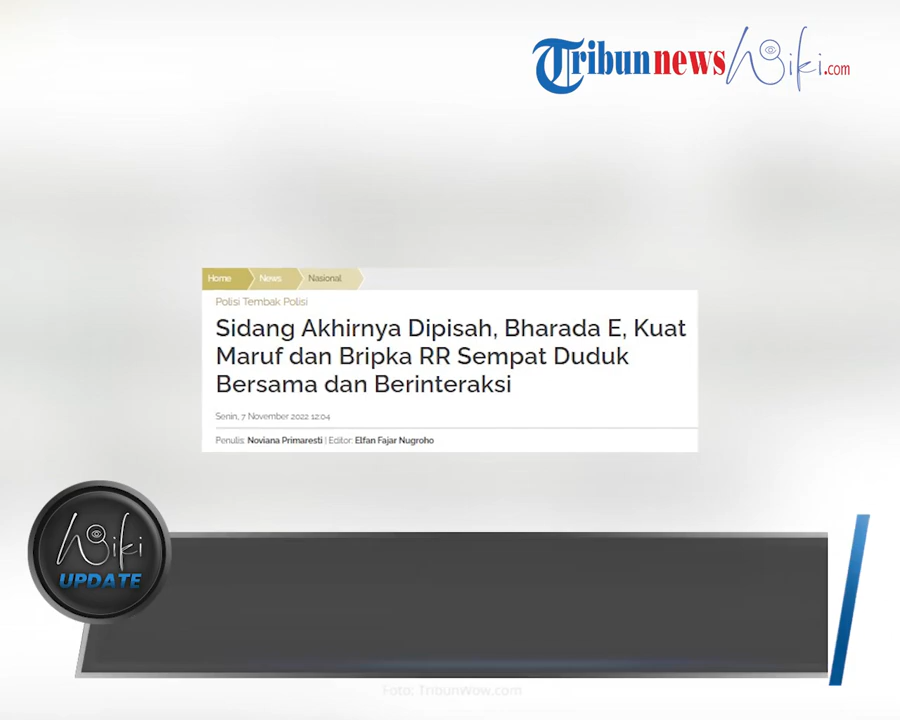 Tribunnews Wiki.com
Home News Nasional
Polisi Tembak Polisi
Sidang Akhirnya Dipisah, Bharada E, Kuat
Maruf dan Bripka RR Sempat Duduk
Bersama dan Berinteraksi
Senin, 7 November 2022 12:04
Penulis: Noviana Primaresti | Editor: Elfan Fajar Nugroho
Wiki
UPDATE
Foto: TribunWow.com